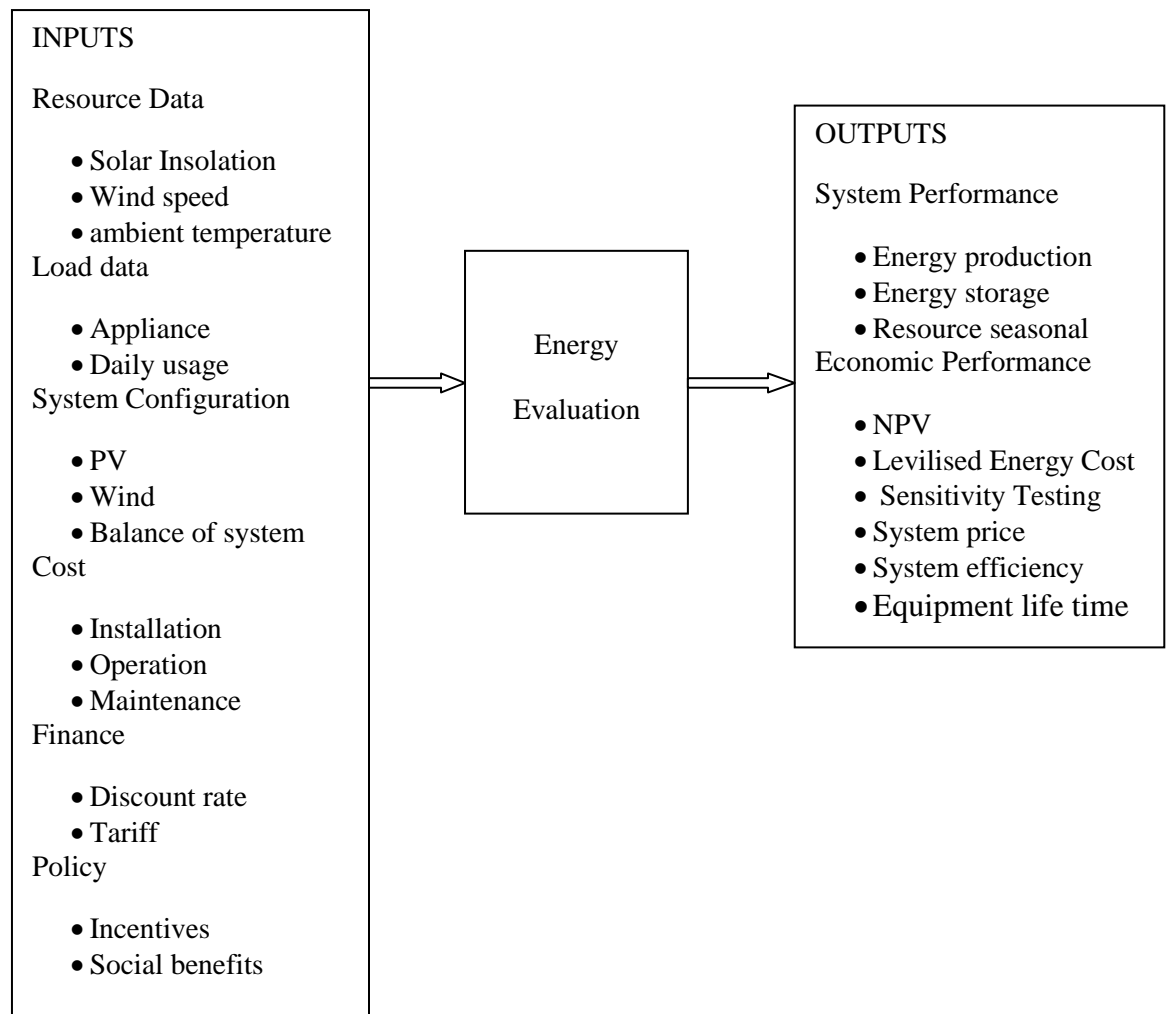 INPUTS
Resource Data
• Solar Insolation
• Wind speed
• ambient temperature
Load data
• Appliance
• Daily usage
System Configuration
• PV
• Wind
• Balance of system
Cost
• Installation
• Operation
• Maintenance
Finance
• Discount rate
• Tariff
Policy
• Incentives
• Social benefits
Energy
Evaluation
OUTPUTS
System Performance
• Energy production
• Energy storage
• Resource seasonal
Economic Performance
• NPV
• Levilised Energy Cost
• Sensitivity Testing
• System price
• System efficiency
• Equipment life time